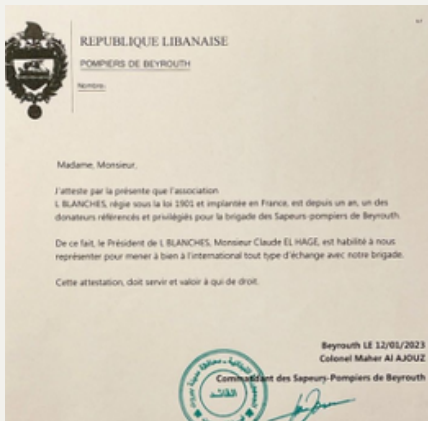 REPUBLIQUE LIBANAISE
POMPIERS DE BEYROUTH
Nombre:
Madame, Monsieur,
J'atteste par la présente que l'association
L BLANCHES, régie sous la loi 1901 et implantée en France, est depuis un an, un des
donateurs référencés et privilégiés pour la brigade des Sapeurs-pompiers de Beyrouth.
De ce fait, le Président de L BLANCHES, Monsieur Claude EL HAGE, est habilité à nous
représenter pour mener à bien à l'international tout type d'échange avec notre brigade.
Cette attestation, doit servir et valoir à qui de droit.
Beyrouth LE 12/01/2023
Colonel Maher Al AJOUZ
Commandant des Sapeurs-Pompiers de Beyrouth
القائد